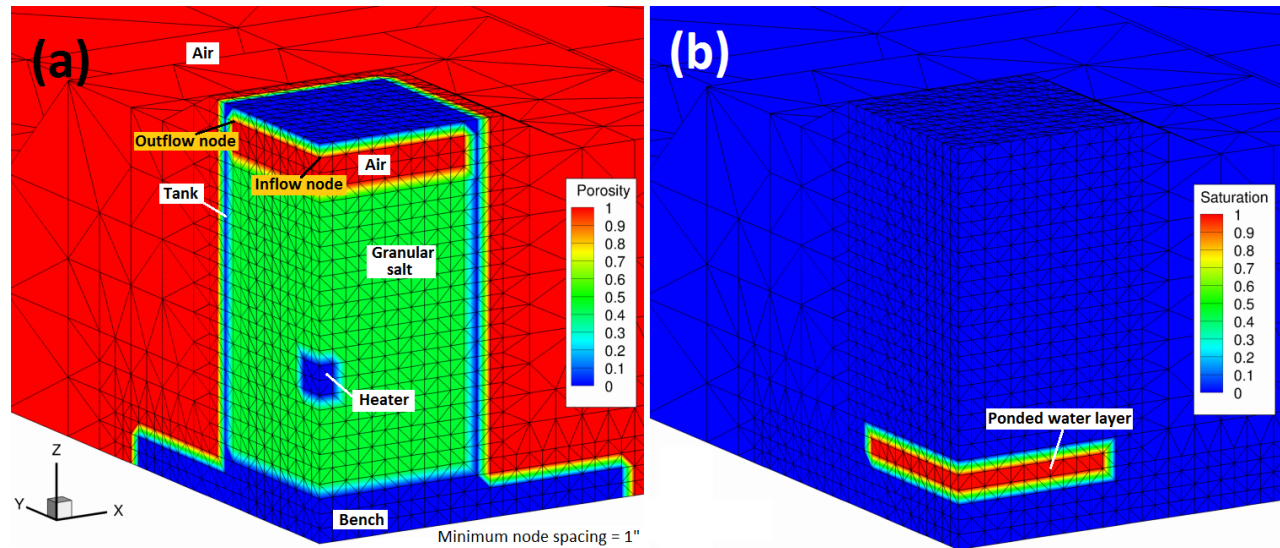 (a)
Air
Outflow node
Inflow node
Air
Tank
Granular
salt
Heater
Bench
Porosity
1
0.9
0.8
0.7
0.6
0.5
0.4
0.3
0.2
0.1
0
Z
Y
X
Minimum node spacing = 1"
(b)
Saturation
1
0.9
0.8
0.7
0.6
0.5
0.4
0.3
0.2
0.1
0
Ponded water layer